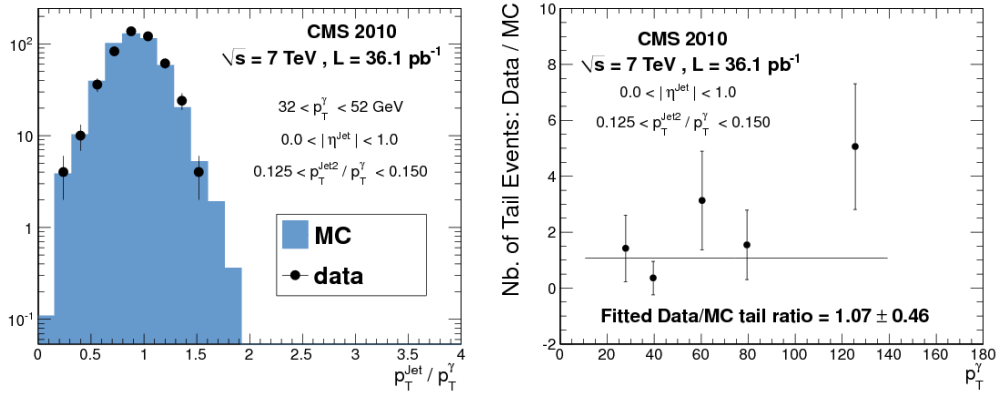 CMS 2010
√s = 7 TeV , L = 36.1 pb⁻¹
32 < p_T^γ < 52 GeV
0.0 < | η^Jet | < 1.0
0.125 < p_T^Jet2 / p_T^γ < 0.150
MC
data
10²
10
1
10⁻¹
0 0.5 1 1.5 2 2.5 3 3.5 4
p_T^Jet / p_T^γ
Nb. of Tail Events: Data / MC
CMS 2010
√s = 7 TeV , L = 36.1 pb⁻¹
0.0 < | η^Jet | < 1.0
0.125 < p_T^Jet2 / p_T^γ < 0.150
Fitted Data/MC tail ratio = 1.07 ± 0.46
10
8
6
4
2
0
-2
0 20 40 60 80 100 120 140 160 180
p_T^γ